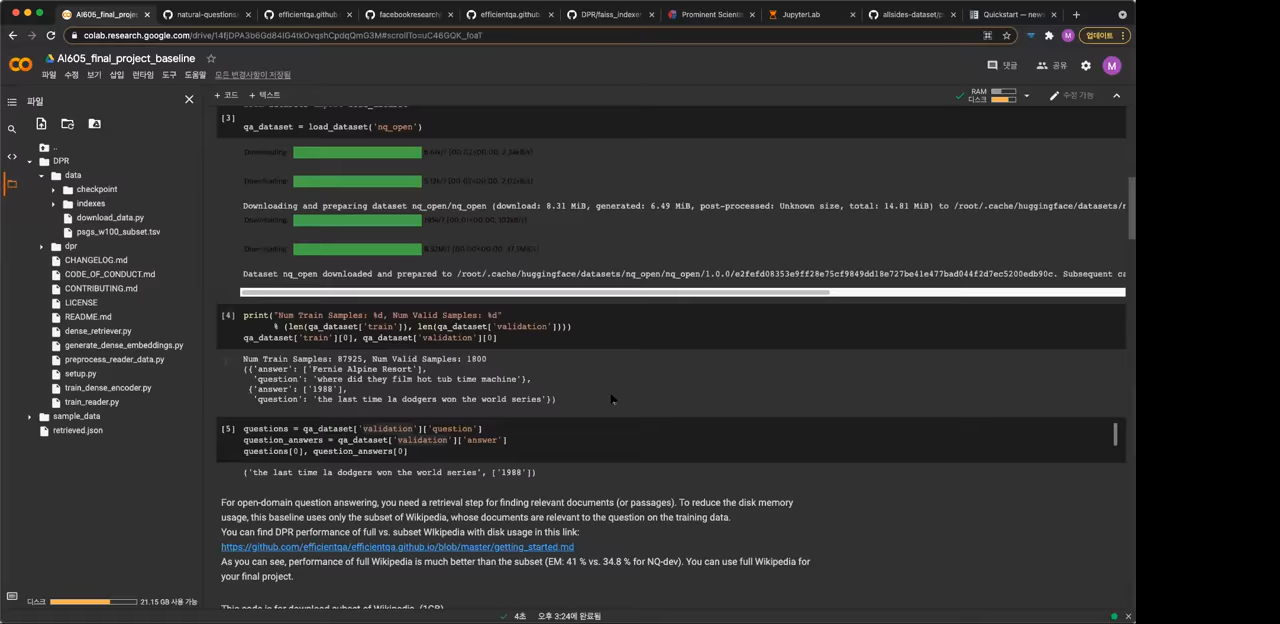 AI605_final_project_baseline
natural-questions
efficientqa.github
facebookresearch
efficientqa.github
DPR/faiss_indexer
Prominent Scientis
JupyterLab
allsides-dataset/p
Quickstart — news
colab.research.google.com/drive/14fjDPA3b6Gd84IG4tkOvqshCpdqQmG3M#scrollTo=uC46GQK_foaT
M
업데이트
AI605_final_project_baseline
파일 수정 보기 삽입 런타임 도구 도움말 모든 변경사항이 저장됨
댓글
공유
M
파일
+ 코드 + 텍스트
RAM
디스크
수정 가능
..
DPR
data
checkpoint
indexes
download_data.py
psgs_w100_subset.tsv
dpr
CHANGELOG.md
CODE_OF_CONDUCT.md
CONTRIBUTING.md
LICENSE
README.md
dense_retriever.py
generate_dense_embeddings.py
preprocess_reader_data.py
setup.py
train_dense_encoder.py
train_reader.py
sample_data
retrieved.json
디스크
21.15 GB 사용 가능
[3]
qa_dataset = load_dataset('nq_open')
Downloading:
Downloading:
Downloading and preparing dataset nq_open/nq_open (download: 8.31 MiB, generated: 6.49 MiB, post-processed: Unknown size, total: 14.81 MiB) to /root/.cache/huggingface/datasets/n
Downloading:
Downloading:
Dataset nq_open downloaded and prepared to /root/.cache/huggingface/datasets/nq_open/nq_open/1.0.0/e2fefd08353e9ff28e75cf9849dd18e727be41e477bad044f2d7ec5200edb90c. Subsequent ca
[4] print("Num Train Samples: %d, Num Valid Samples: %d"
% (len(qa_dataset['train']), len(qa_dataset['validation'])))
qa_dataset['train'][0], qa_dataset['validation'][0]
Num Train Samples: 87925, Num Valid Samples: 1800
({'answer': ['Fernie Alpine Resort'],
'question': 'where did they film hot tub time machine'},
{'answer': ['1988'],
'question': 'the last time la dodgers won the world series'})
[5] questions = qa_dataset['validation']['question']
question_answers = qa_dataset['validation']['answer']
questions[0], question_answers[0]
('the last time la dodgers won the world series', ['1988'])
For open-domain question answering, you need a retrieval step for finding relevant documents (or passages). To reduce the disk memory
usage, this baseline uses only the subset of Wikipedia, whose documents are relevant to the question on the training data.
You can find DPR performance of full vs. subset WIkipedia with disk usage in this link:
https://github.com/efficientqa/efficientqa.github.io/blob/master/getting_started.md
As you can see, performance of full Wikipedia is much better than the subset (EM: 41 % vs. 34.8 % for NQ-dev). You can use full Wikipedia for
your final project.
This code is for download subset of Wikipedia. (1GB)
4초 오후 3:24에 완료됨